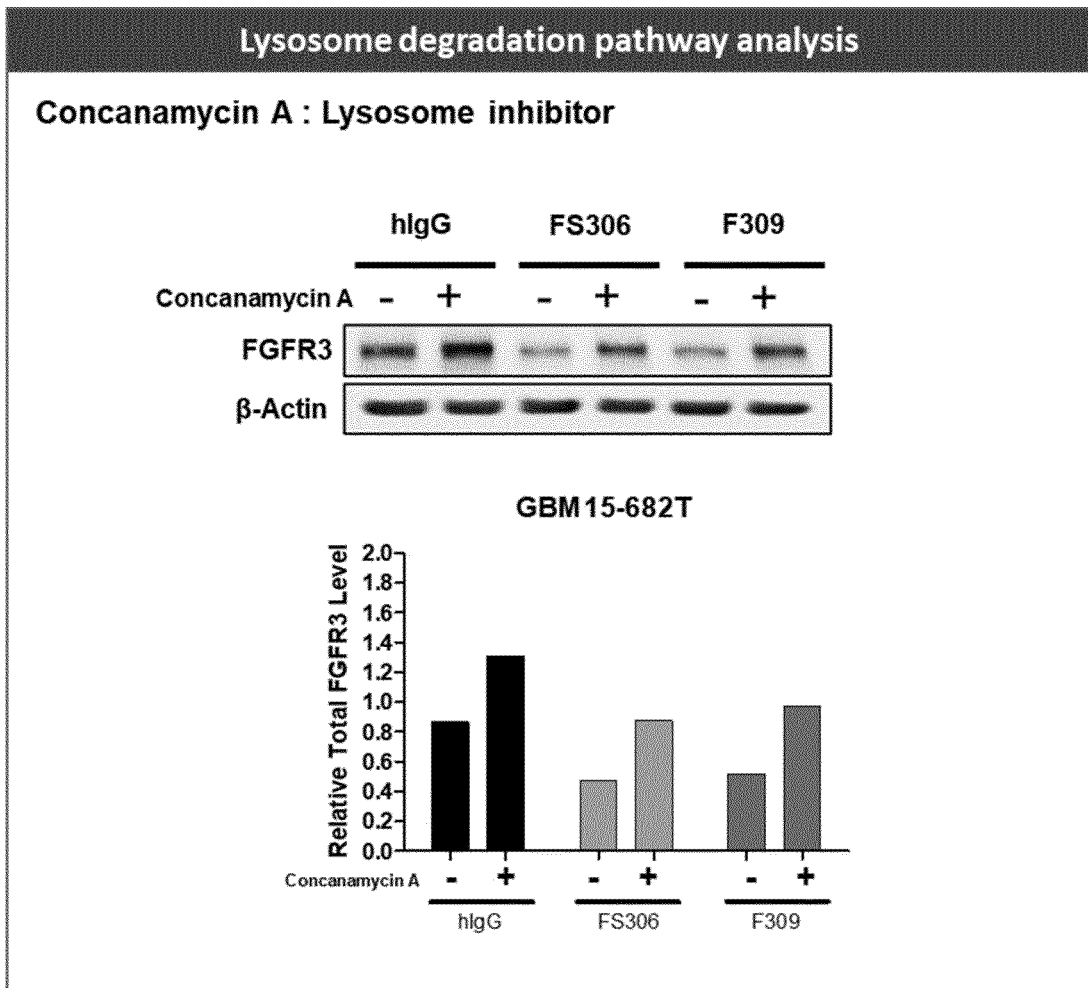 Lysosome degradation pathway analysis
Concanamycin A : Lysosome inhibitor
hIgG FS306 F309
Concanamycin A - + - + - +
FGFR3
β-Actin
GBM 15-682T
Relative Total FGFR3 Level
2.0
1.8
1.6
1.4
1.2
1.0
0.8
0.6
0.4
0.2
0.0
Concanamycin A - + - + - +
hIgG FS306 F309